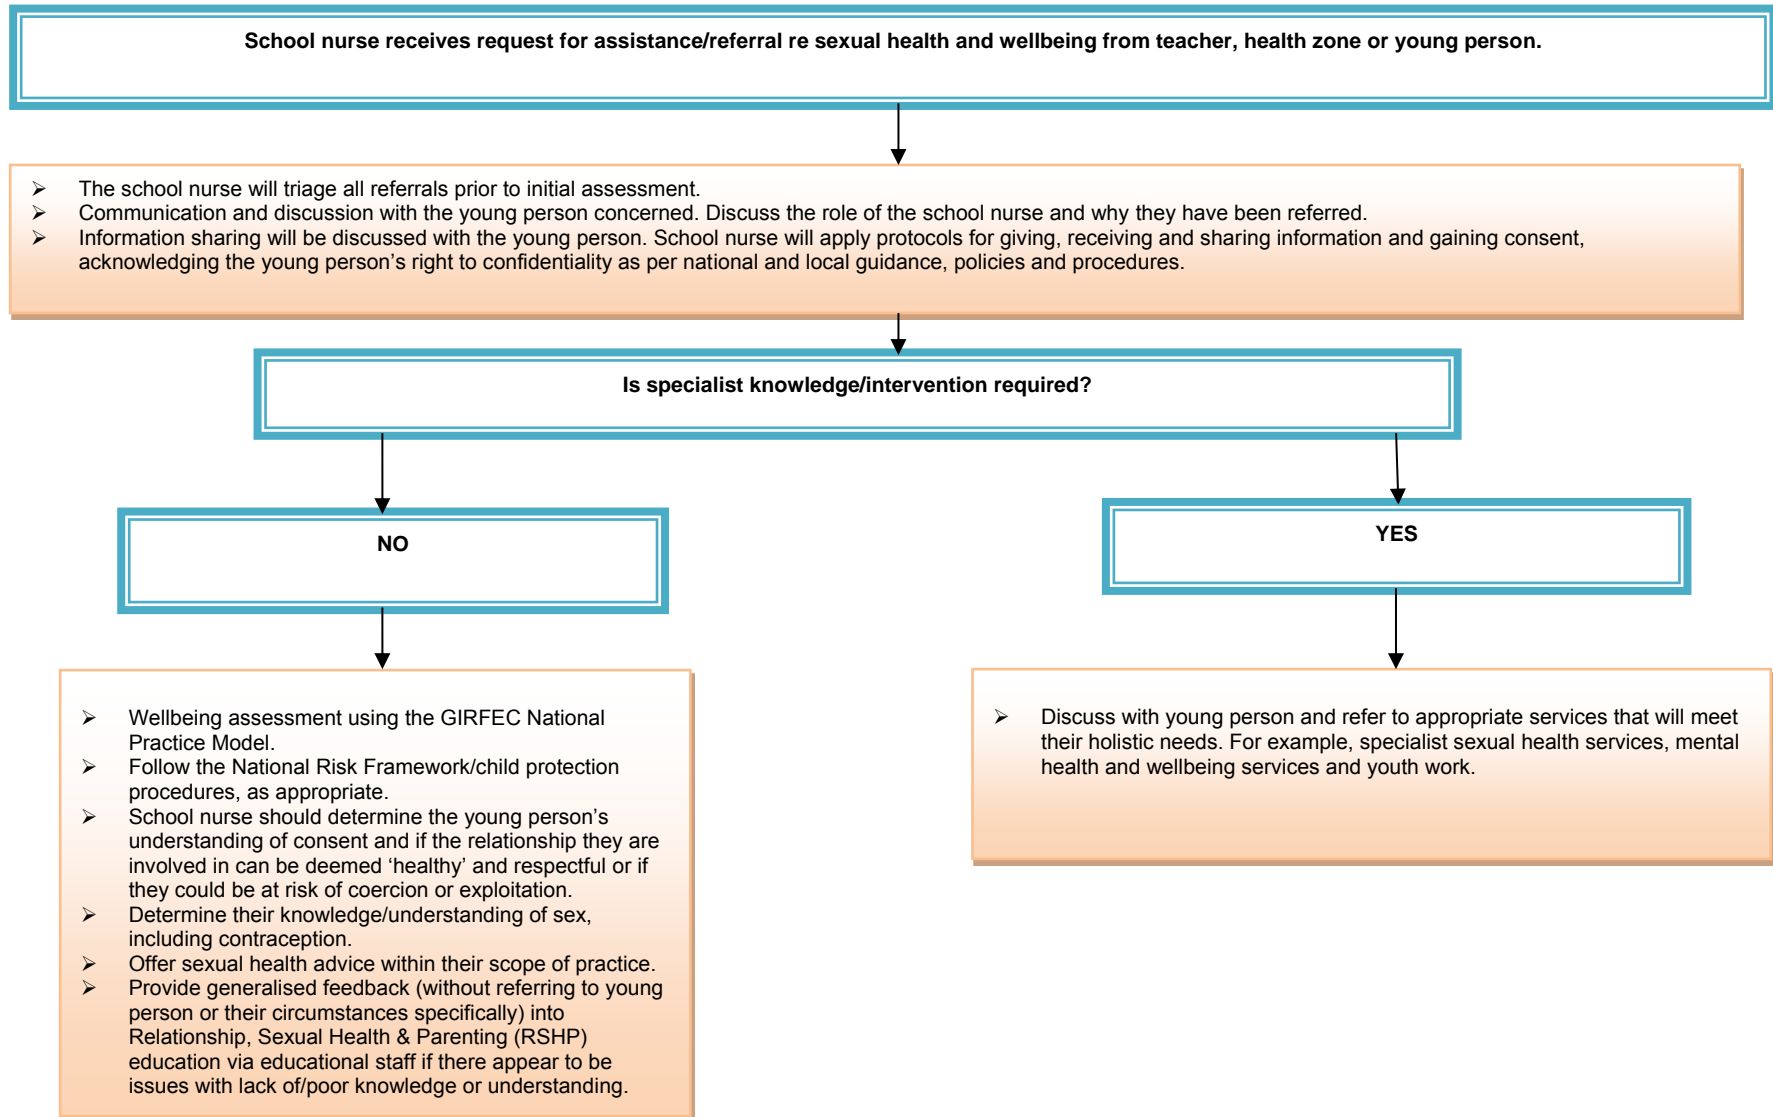 School nurse receives request for assistance/referral re sexual health and wellbeing from teacher, health zone or young person.
➢ The school nurse will triage all referrals prior to initial assessment.
➢ Communication and discussion with the young person concerned. Discuss the role of the school nurse and why they have been referred.
➢ Information sharing will be discussed with the young person. School nurse will apply protocols for giving, receiving and sharing information and gaining consent,
acknowledging the young person’s right to confidentiality as per national and local guidance, policies and procedures.
Is specialist knowledge/intervention required?
NO
➢ Wellbeing assessment using the GIRFEC National
Practice Model.
➢ Follow the National Risk Framework/child protection
procedures, as appropriate.
➢ School nurse should determine the young person’s
understanding of consent and if the relationship they are
involved in can be deemed ‘healthy’ and respectful or if
they could be at risk of coercion or exploitation.
➢ Determine their knowledge/understanding of sex,
including contraception.
➢ Offer sexual health advice within their scope of practice.
➢ Provide generalised feedback (without referring to young
person or their circumstances specifically) into
Relationship, Sexual Health & Parenting (RSHP)
education via educational staff if there appear to be
issues with lack of/poor knowledge or understanding.
YES
➢ Discuss with young person and refer to appropriate services that will meet
their holistic needs. For example, specialist sexual health services, mental
health and wellbeing services and youth work.